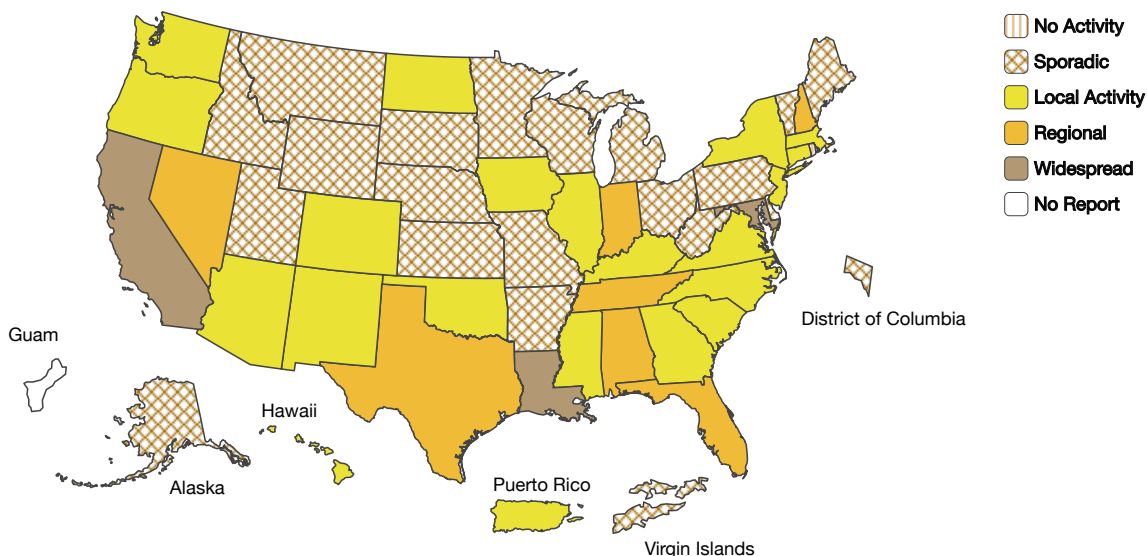 No Activity
Sporadic
Local Activity
Regional
Widespread
No Report
District of Columbia
Guam
Hawaii
Alaska
Puerto Rico
Virgin Islands